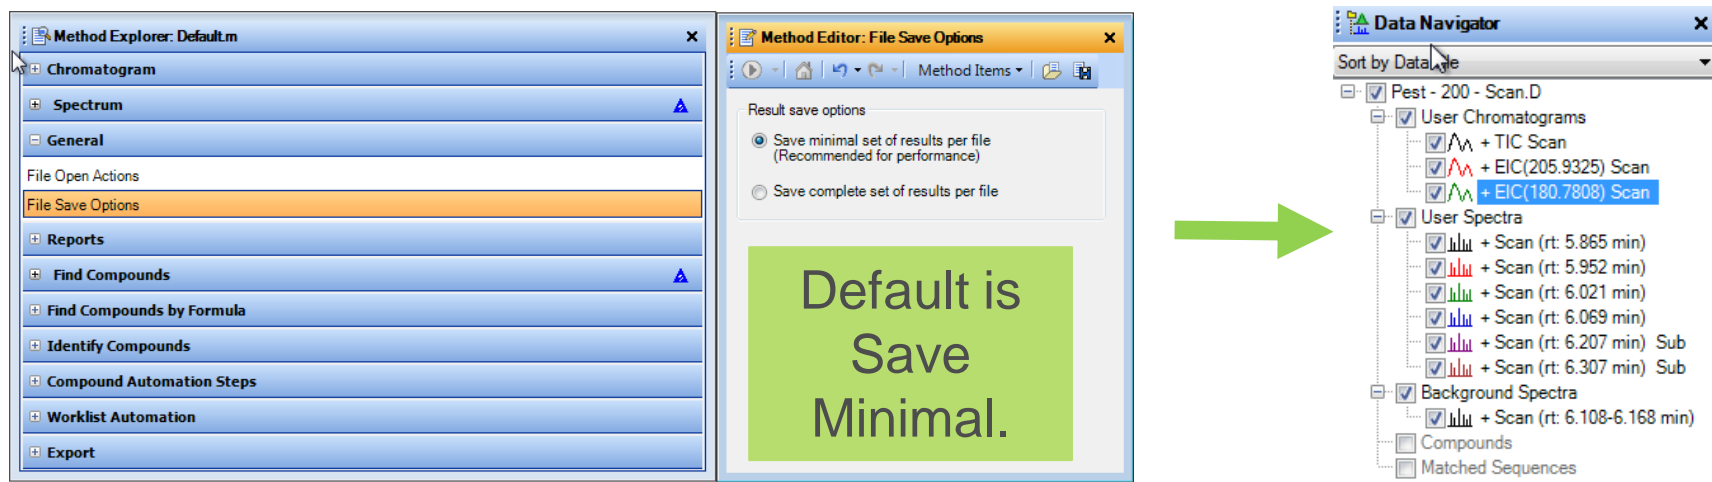 Method Explorer: Default.m
Chromatogram
Spectrum
General
File Open Actions
File Save Options
Reports
Find Compounds
Find Compounds by Formula
Identify Compounds
Compound Automation Steps
Worklist Automation
Export
Method Editor: File Save Options
Method Items
Result save options
Save minimal set of results per file
(Recommended for performance)
Save complete set of results per file
Default is
Save
Minimal.
Data Navigator
Sort by Data
Pest - 200 - Scan.D
User Chromatograms
+ TIC Scan
+ EIC(205.9325) Scan
+ EIC(180.7808) Scan
User Spectra
+ Scan (rt: 5.865 min)
+ Scan (rt: 5.952 min)
+ Scan (rt: 6.021 min)
+ Scan (rt: 6.069 min)
+ Scan (rt: 6.207 min) Sub
+ Scan (rt: 6.307 min) Sub
Background Spectra
+ Scan (rt: 6.108-6.168 min)
Compounds
Matched Sequences